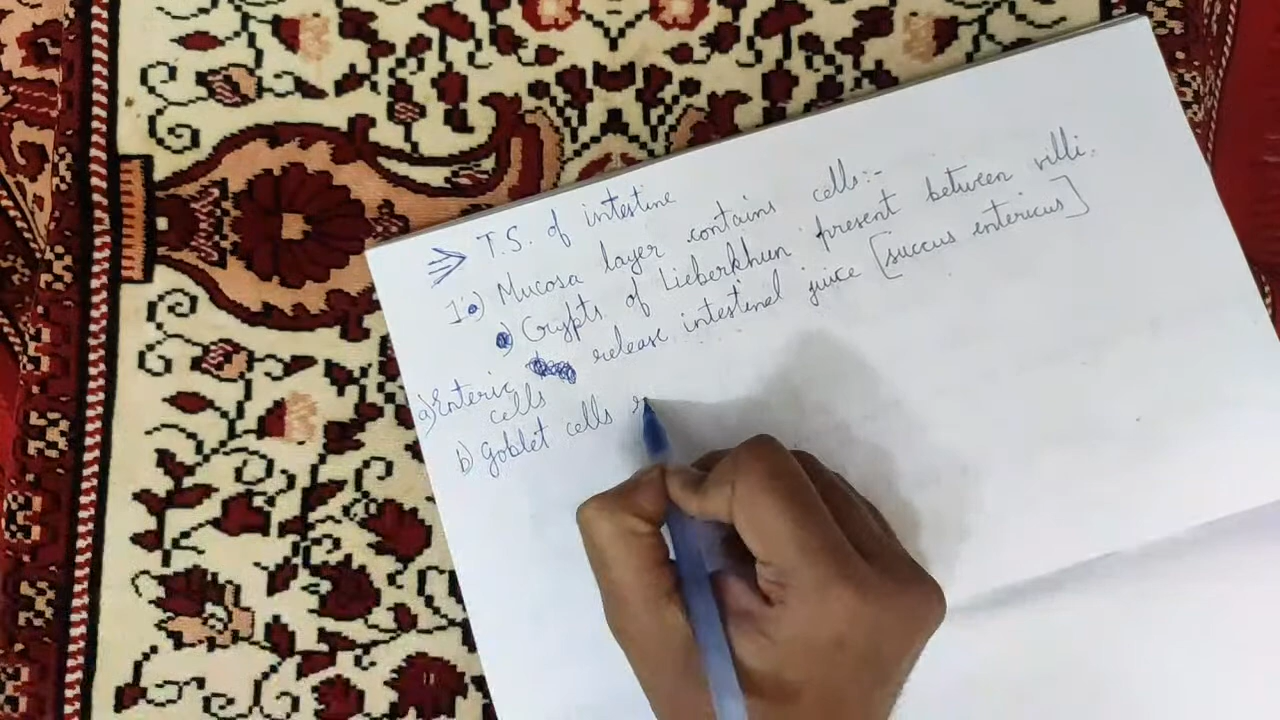 T.S. of intestine
1.) Mucosa layer contains cells:-
Crypts of Lieberkhun present between villi.
release intestinal juice [succus entericus]
a) Enteric
cells
b) Goblet cells r